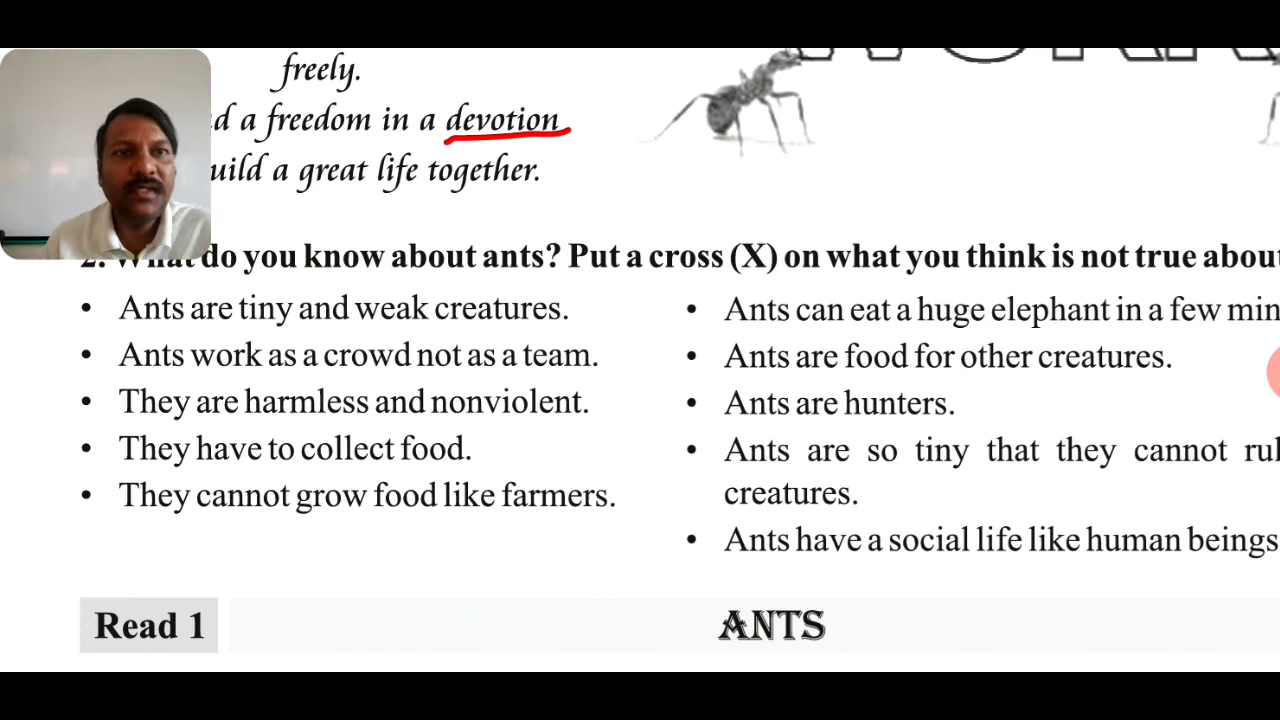 freely.
a freedom in a devotion
a great life together.
do you know about ants? Put a cross (X) on what you think is not true
• Ants are tiny and weak creatures.
• Ants work as a crowd not as a team.
• They are harmless and nonviolent.
• They have to collect food.
• They cannot grow food like farmers.
• Ants can eat a huge elephant in a few
• Ants are food for other creatures.
• Ants are hunters.
• Ants are so tiny that they cannot
creatures.
• Ants have a social life like human beings
Read 1
ANTS